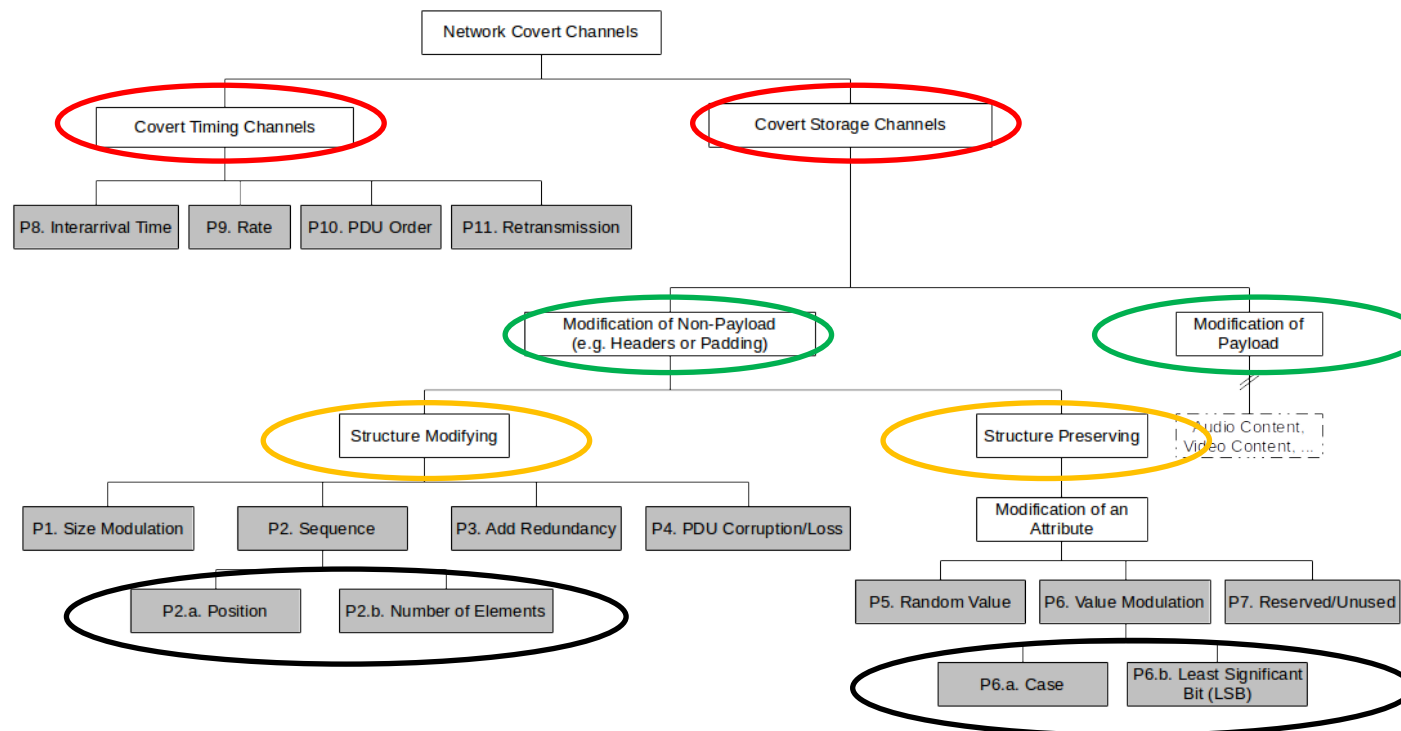 Network Covert Channels
Covert Timing Channels
Covert Storage Channels
P8. Interarrival Time
P9. Rate
P10. PDU Order
P11. Retransmission
Modification of Non-Payload
(e.g. Headers or Padding)
Modification of
Payload
Structure Modifying
Structure Preserving
Audio Content,
Video Content, ...
P1. Size Modulation
P2. Sequence
P3. Add Redundancy
P4. PDU Corruption/Loss
Modification of an
Attribute
P2.a. Position
P2.b. Number of Elements
P5. Random Value
P6. Value Modulation
P7. Reserved/Unused
P6.a. Case
P6.b. Least Significant
Bit (LSB)